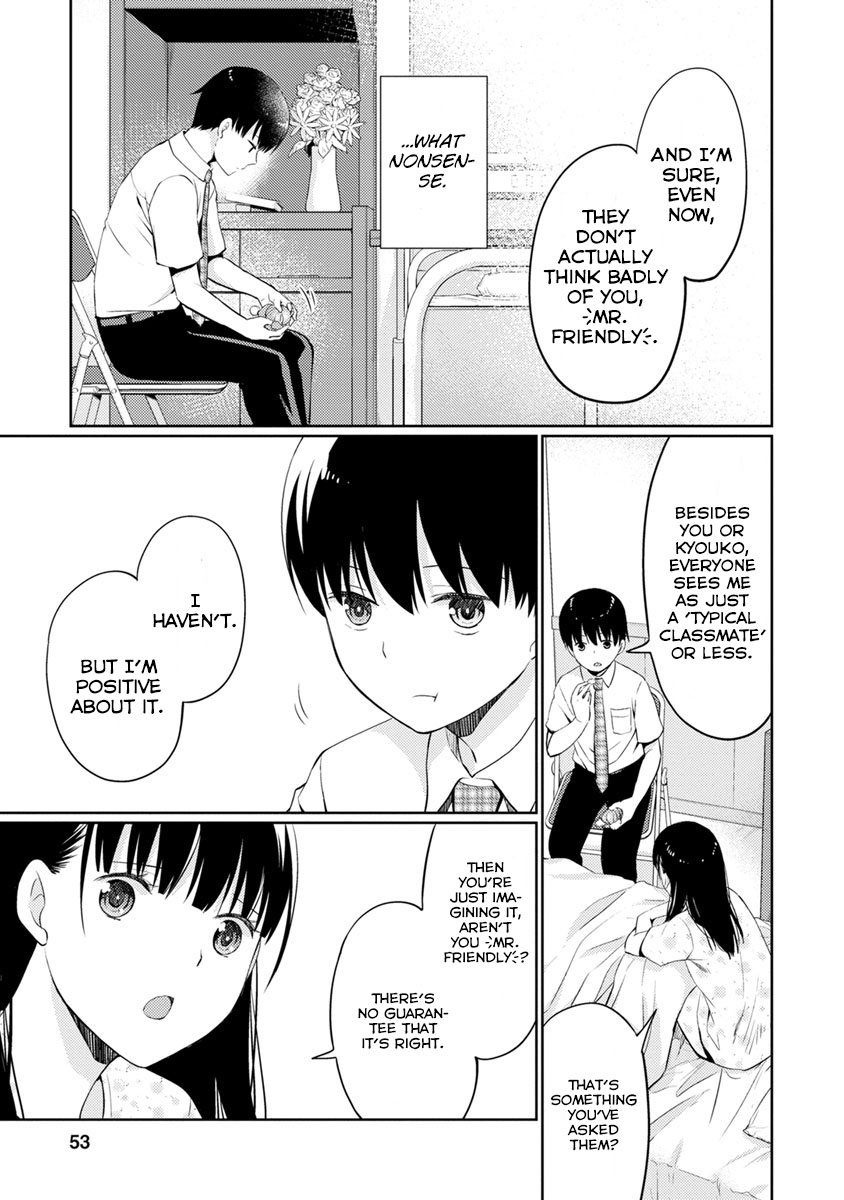 AND I'M
SURE,
EVEN
NOW,
THEY
DON'T
ACTUALLY
THINK BADLY
OF YOU,
MR.
FRIENDLY.
...WHAT
NONSEN-
SE.
BESIDES
YOU OR
KYOUKO,
EVERYONE
SEES ME
AS JUST
A 'TYPICAL
CLASSMATE'
OR LESS.
THAT'S
SOMETHING
YOU'VE
ASKED
THEM?
I
HAVEN'T.
BUT I'M
POSITIVE
ABOUT IT.
THEN
YOU'RE
JUST IMA-
GINING IT,
AREN'T
YOU MR.
FRIENDLY?
THERE'S
NO GUARAN-
TEE THAT
IT'S RIGHT.
53